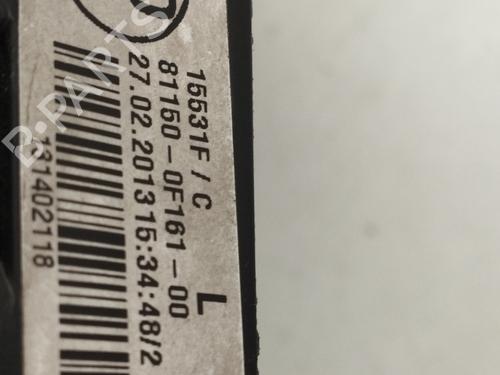 15531F / C
81150-0F161-00
L
27.02.201315:34:48/2
131402118
B-PARTS